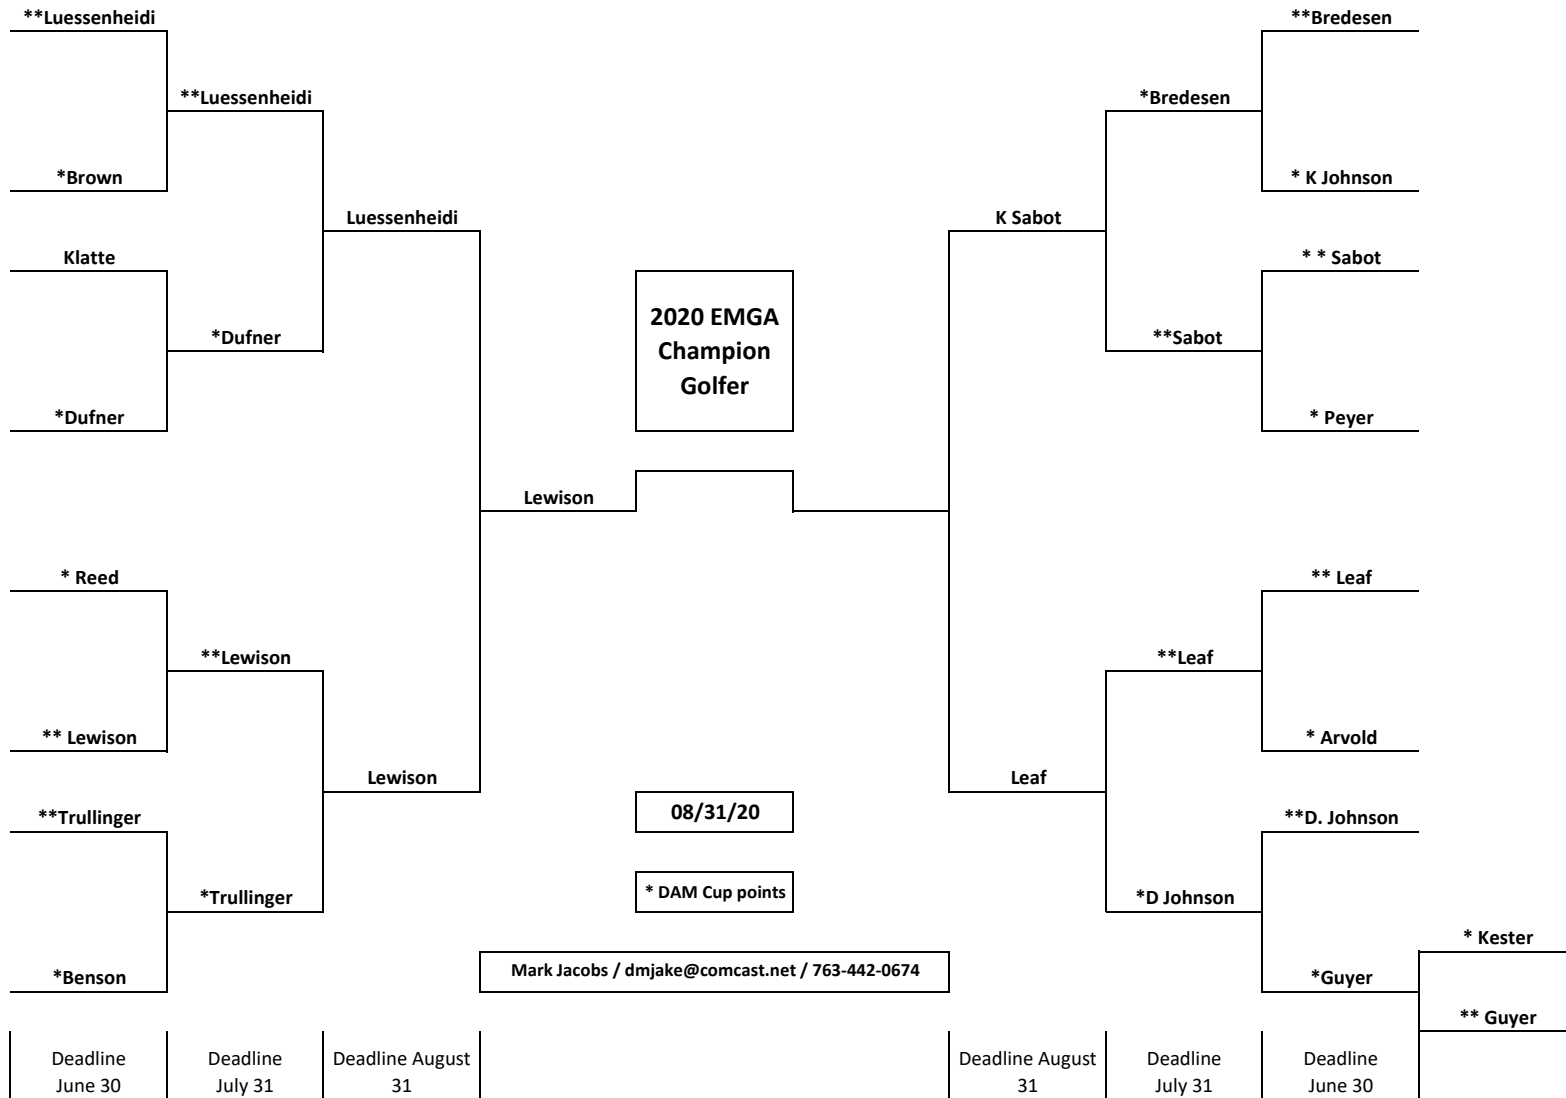 **Luessenheidi
**Bredesen
**Luessenheidi
*Bredesen
*Brown
* K Johnson
Luessenheidi
K Sabot
Klatte
* * Sabot
2020 EMGA
Champion
Golfer
*Dufner
**Sabot
*Dufner
* Peyer
Lewison
* Reed
** Leaf
**Lewison
**Leaf
** Lewison
* Arvold
Lewison
Leaf
**Trullinger
08/31/20
**D. Johnson
*Trullinger
* DAM Cup points
*D Johnson
* Kester
*Benson
Mark Jacobs / dmjake@comcast.net / 763-442-0674
*Guyer
** Guyer
Deadline
June 30
Deadline
July 31
Deadline August
31
Deadline August
31
Deadline
July 31
Deadline
June 30